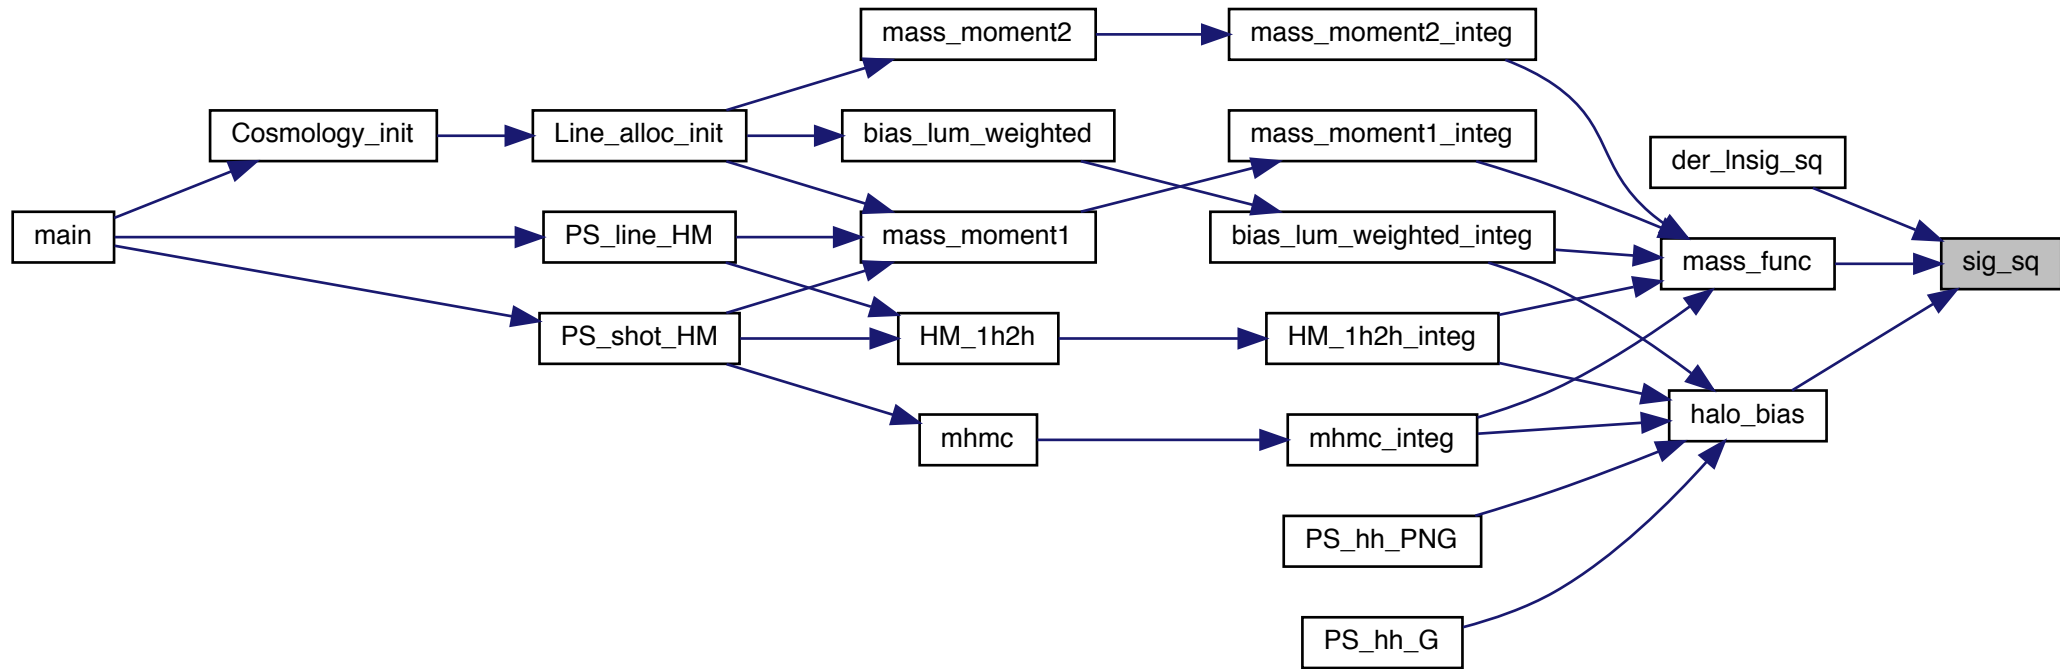 mass_moment2
mass_moment2_integ
Cosmology_init
Line_alloc_init
bias_lum_weighted
mass_moment1_integ
der_lnsig_sq
main
PS_line_HM
mass_moment1
bias_lum_weighted_integ
mass_func
sig_sq
PS_shot_HM
HM_1h2h
HM_1h2h_integ
halo_bias
mhmc
mhmc_integ
PS_hh_PNG
PS_hh_G